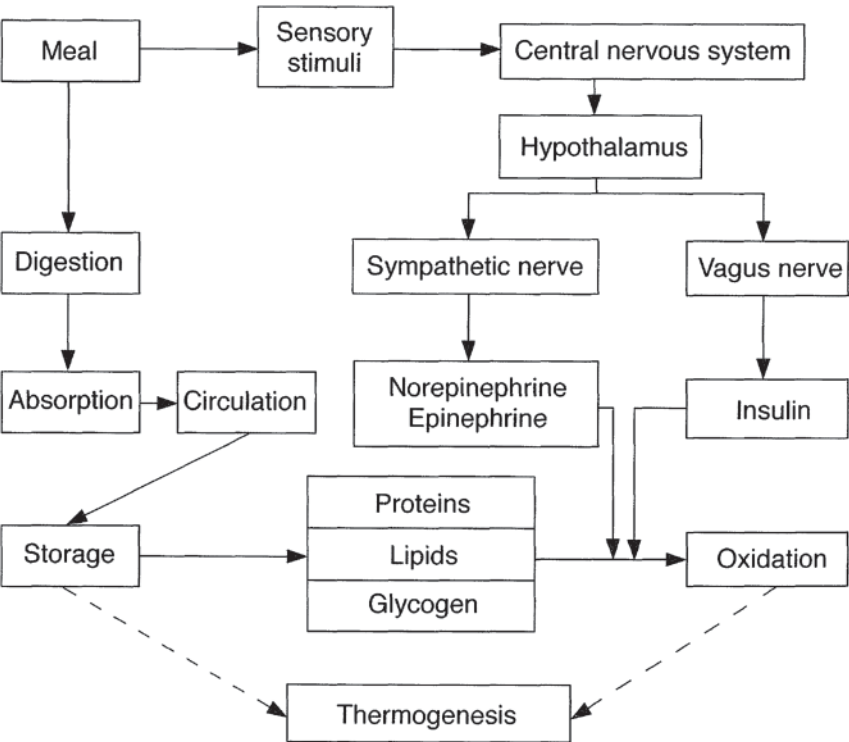 Meal
Sensory
stimuli
Central nervous system
Hypothalamus
Digestion
Sympathetic nerve
Vagus nerve
Absorption
Circulation
Norepinephrine
Epinephrine
Insulin
Storage
Proteins
Lipids
Glycogen
Oxidation
Thermogenesis